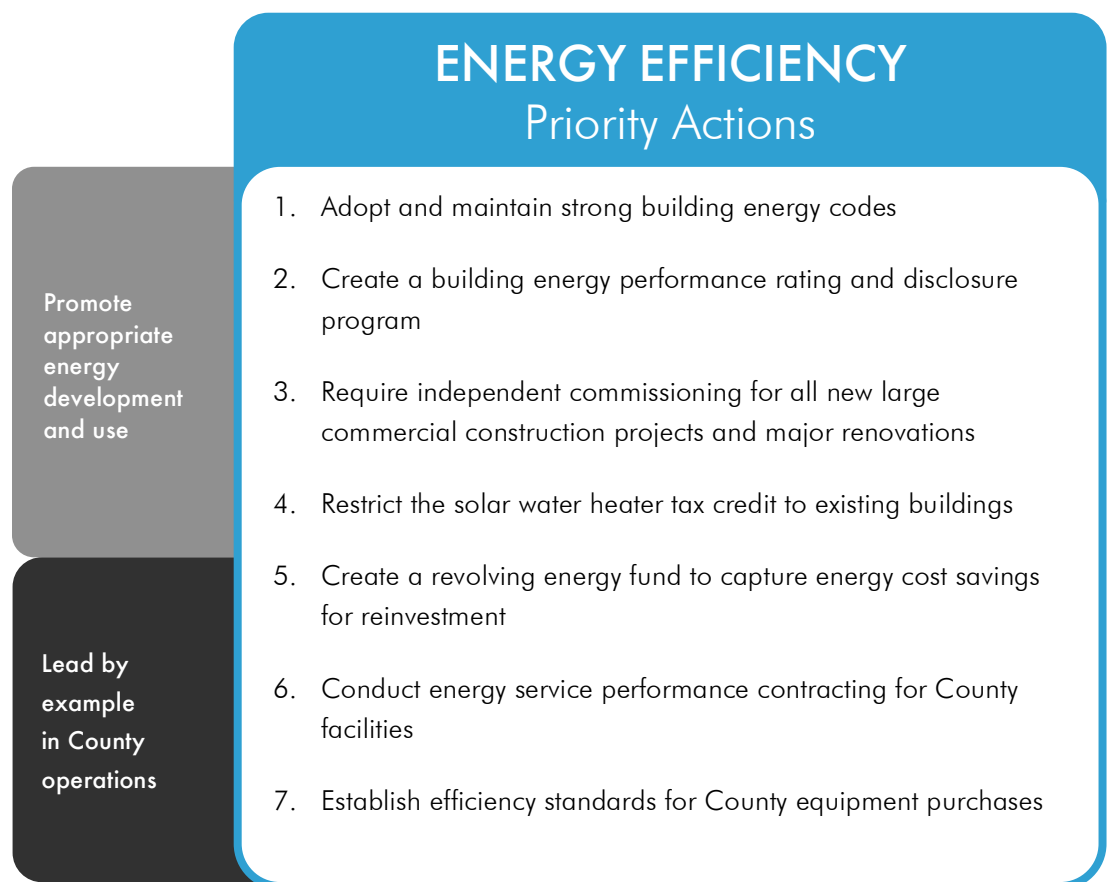 ENERGY EFFICIENCY
Priority Actions
Promote
appropriate
energy
development
and use
1. Adopt and maintain strong building energy codes
2. Create a building energy performance rating and disclosure
program
3. Require independent commissioning for all new large
commercial construction projects and major renovations
4. Restrict the solar water heater tax credit to existing buildings
Lead by
example
in County
operations
5. Create a revolving energy fund to capture energy cost savings
for reinvestment
6. Conduct energy service performance contracting for County
facilities
7. Establish efficiency standards for County equipment purchases